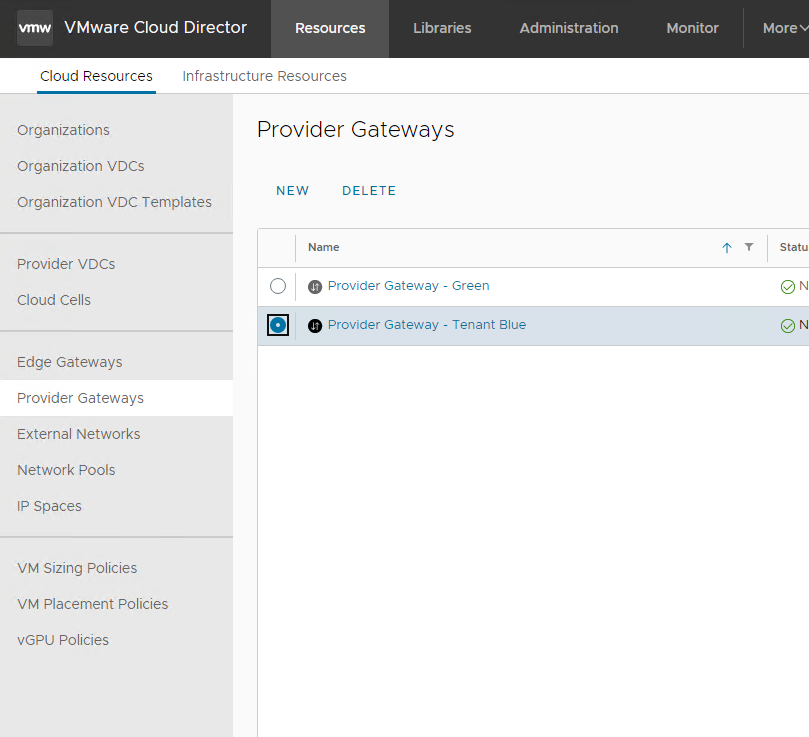 vmw VMware Cloud Director Resources Libraries Administration Monitor More
Cloud Resources Infrastructure Resources
Organizations
Organization VDCs
Organization VDC Templates
Provider VDCs
Cloud Cells
Edge Gateways
Provider Gateways
External Networks
Network Pools
IP Spaces
VM Sizing Policies
VM Placement Policies
vGPU Policies
Provider Gateways
NEW DELETE
Name Statu
Provider Gateway - Green N
Provider Gateway - Tenant Blue N